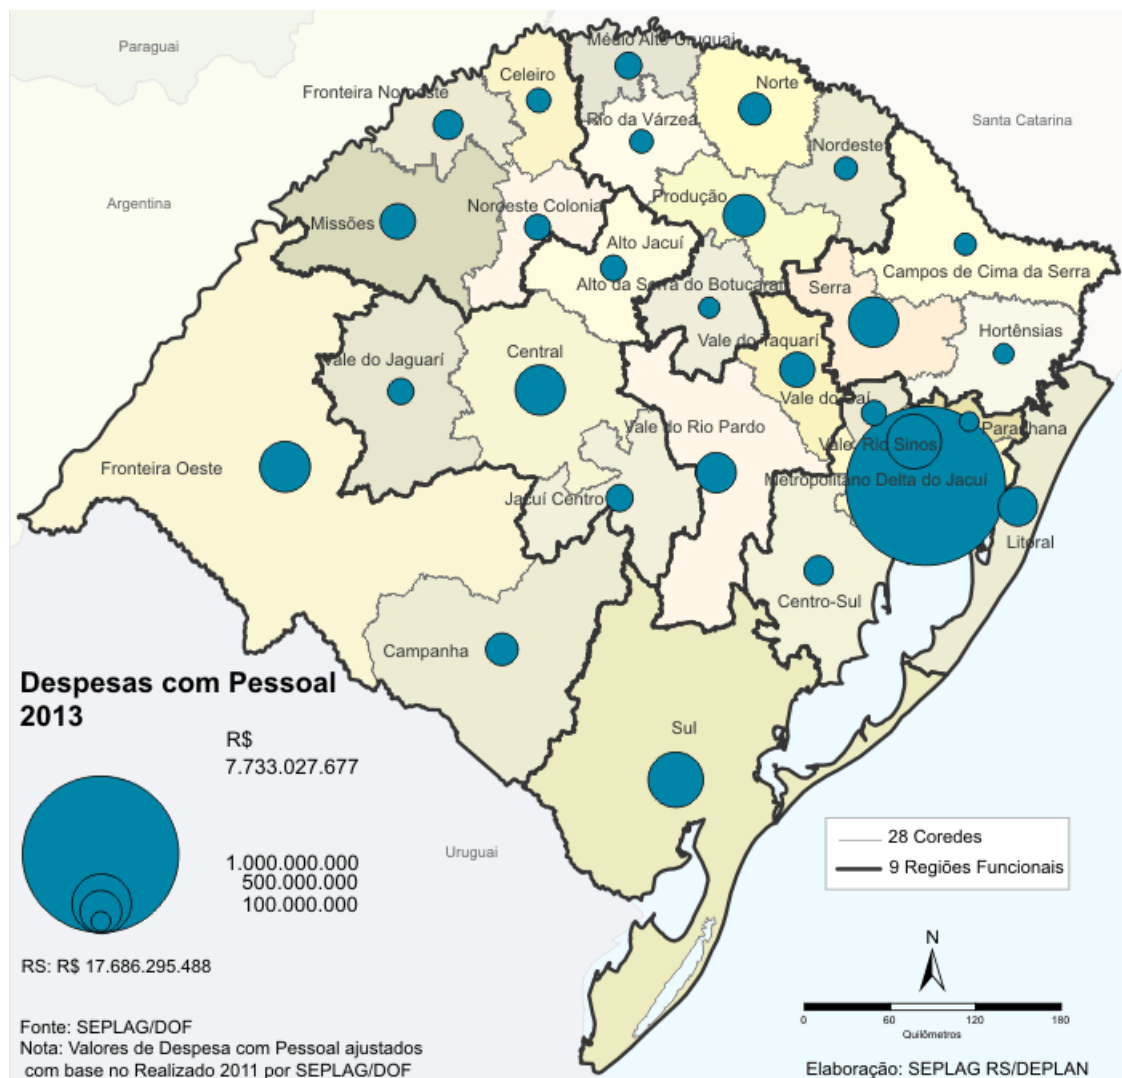 Paraguai
Médio Alto Uruguai
Celeiro
Norte
Fronteira Noroeste
Rio da Várzea
Santa Catarina
Nordeste
Argentina
Produção
Noroeste Colonial
Missões
Alto Jacuí
Campos de Cima da Serra
Alto da Serra do Botucaraí
Serra
Hortênsias
Vale do Taquarí
Central
Vale do Jaguarí
Vale do Caí
Vale do Rio Pardo
Paranhana
Vale Rio Sinos
Fronteira Oeste
Metropolitano Delta do Jacuí
Jacuí Centro
Litoral
Centro-Sul
Campanha
Despesas com Pessoal
2013
Sul
R$
7.733.027.677
1.000.000.000
500.000.000
100.000.000
Uruguai
28 Coredes
9 Regiões Funcionais
N
RS: R$ 17.686.295.488
0 60 120 180
Quilômetros
Fonte: SEPLAG/DOF
Nota: Valores de Despesa com Pessoal ajustados
com base no Realizado 2011 por SEPLAG/DOF
Elaboração: SEPLAG RS/DEPLAN